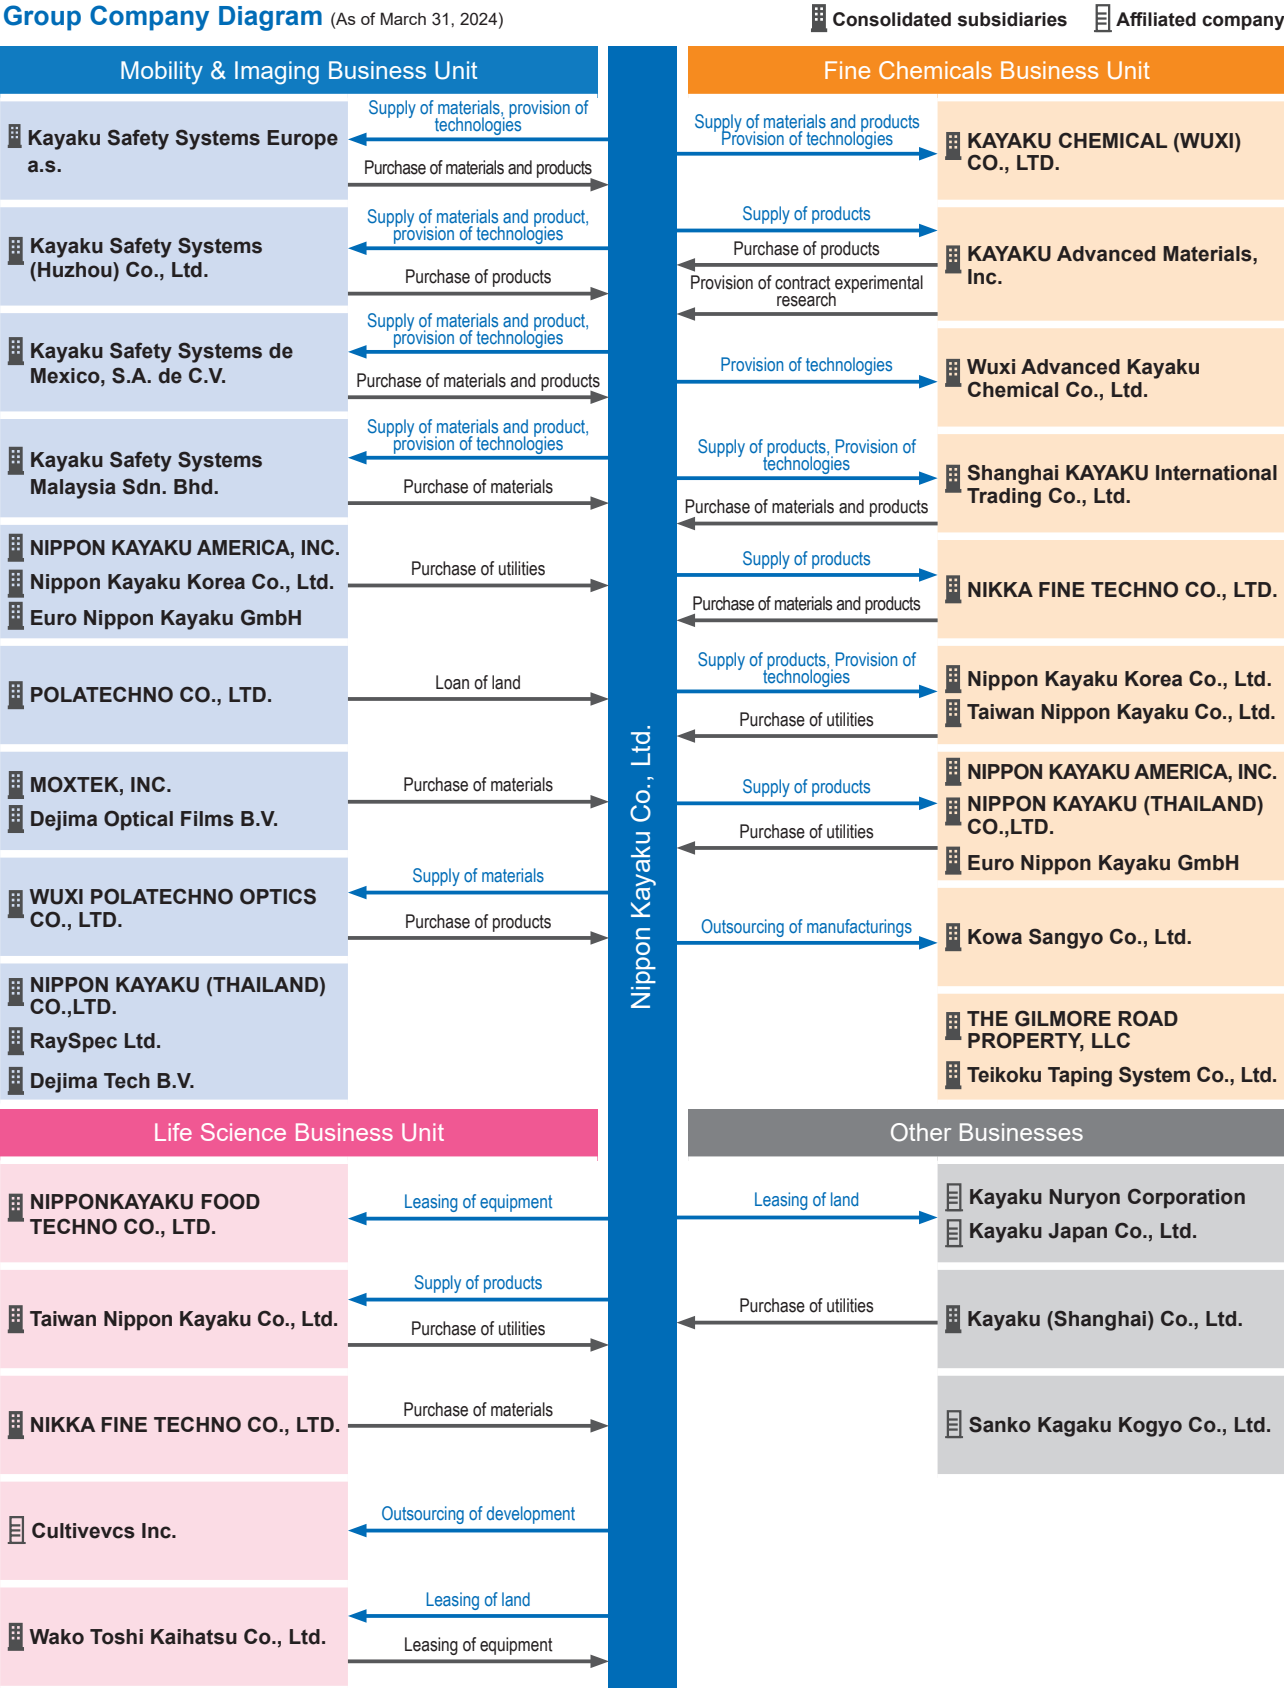 Group Company Diagram (As of March 31, 2024)
Consolidated subsidiaries
Affiliated company
Mobility & Imaging Business Unit
Kayaku Safety Systems Europe
a.s.
Supply of materials, provision of
technologies
Purchase of materials and products
Kayaku Safety Systems
(Huzhou) Co., Ltd.
Supply of materials and product,
provision of technologies
Purchase of products
Kayaku Safety Systems de
Mexico, S.A. de C.V.
Supply of materials and product,
provision of technologies
Purchase of materials and products
Kayaku Safety Systems
Malaysia Sdn. Bhd.
Supply of materials and product,
provision of technologies
Purchase of materials
NIPPON KAYAKU AMERICA, INC.
Nippon Kayaku Korea Co., Ltd.
Euro Nippon Kayaku GmbH
Purchase of utilities
POLATECHNO CO., LTD.
Loan of land
MOXTEK, INC.
Dejima Optical Films B.V.
Purchase of materials
WUXI POLATECHNO OPTICS
CO., LTD.
Supply of materials
Purchase of products
NIPPON KAYAKU (THAILAND)
CO.,LTD.
RaySpec Ltd.
Dejima Tech B.V.
Nippon Kayaku Co., Ltd.
Fine Chemicals Business Unit
Supply of materials and products
Provision of technologies
KAYAKU CHEMICAL (WUXI)
CO., LTD.
Supply of products
Purchase of products
Provision of contract experimental
research
KAYAKU Advanced Materials,
Inc.
Provision of technologies
Wuxi Advanced Kayaku
Chemical Co., Ltd.
Supply of products, Provision of
technologies
Purchase of materials and products
Shanghai KAYAKU International
Trading Co., Ltd.
Supply of products
Purchase of materials and products
NIKKA FINE TECHNO CO., LTD.
Supply of products, Provision of
technologies
Purchase of utilities
Nippon Kayaku Korea Co., Ltd.
Taiwan Nippon Kayaku Co., Ltd.
Supply of products
Purchase of utilities
NIPPON KAYAKU AMERICA, INC.
NIPPON KAYAKU (THAILAND)
CO.,LTD.
Euro Nippon Kayaku GmbH
Outsourcing of manufacturings
Kowa Sangyo Co., Ltd.
THE GILMORE ROAD
PROPERTY, LLC
Teikoku Taping System Co., Ltd.
Life Science Business Unit
NIPPONKAYAKU FOOD
TECHNO CO., LTD.
Leasing of equipment
Taiwan Nippon Kayaku Co., Ltd.
Supply of products
Purchase of utilities
NIKKA FINE TECHNO CO., LTD.
Purchase of materials
Cultivevcs Inc.
Outsourcing of development
Wako Toshi Kaihatsu Co., Ltd.
Leasing of land
Leasing of equipment
Other Businesses
Leasing of land
Kayaku Nuryon Corporation
Kayaku Japan Co., Ltd.
Purchase of utilities
Kayaku (Shanghai) Co., Ltd.
Sanko Kagaku Kogyo Co., Ltd.